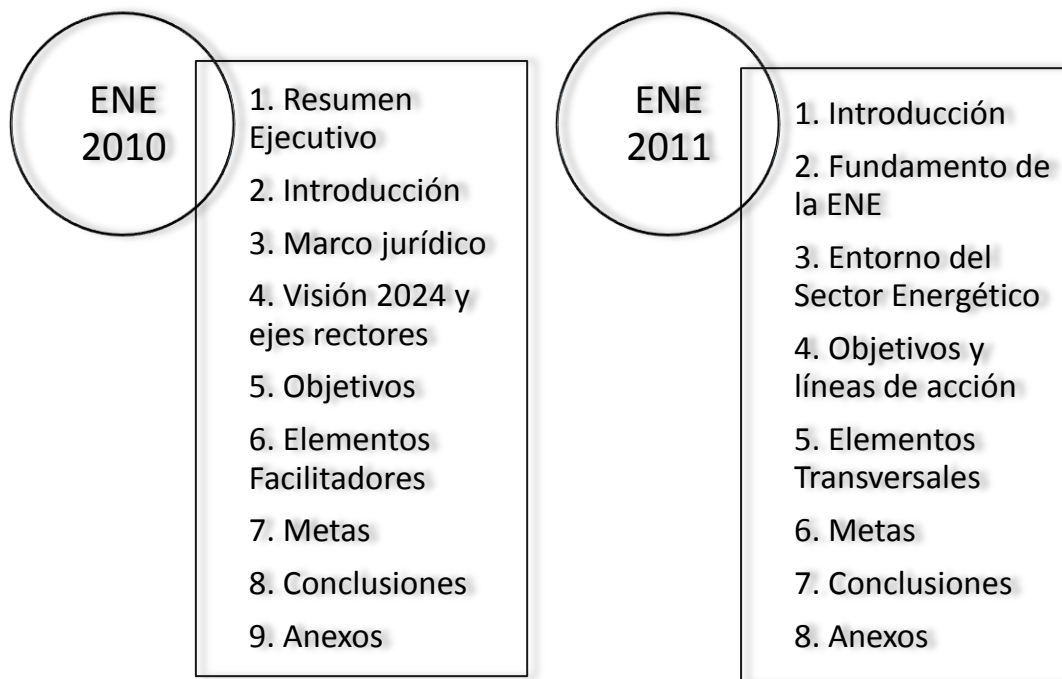 ENE
2010
1. Resumen
Ejecutivo
2. Introducción
3. Marco jurídico
4. Visión 2024 y
ejes rectores
5. Objetivos
6. Elementos
Facilitadores
7. Metas
8. Conclusiones
9. Anexos
ENE
2011
1. Introducción
2. Fundamento de
la ENE
3. Entorno del
Sector Energético
4. Objetivos y
líneas de acción
5. Elementos
Transversales
6. Metas
7. Conclusiones
8. Anexos